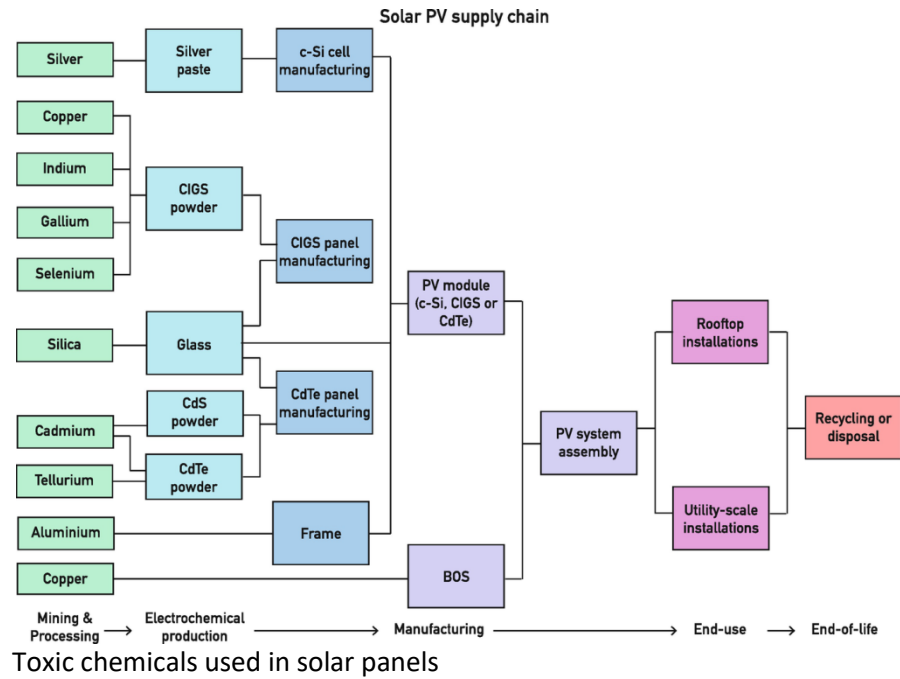 Solar PV supply chain
Silver
Silver
paste
c-Si cell
manufacturing
Copper
Indium
Gallium
Selenium
CIGS
powder
CIGS panel
manufacturing
Silica
Glass
Cadmium
Tellurium
CdS
powder
CdTe
powder
CdTe panel
manufacturing
Aluminium
Frame
Copper
BOS
PV module
(c-Si, CIGS or
CdTe)
PV system
assembly
Rooftop
installations
Utility-scale
installations
Recycling or
disposal
Mining &
Processing
Electrochemical
production
Manufacturing
End-use
End-of-life
Toxic chemicals used in solar panels